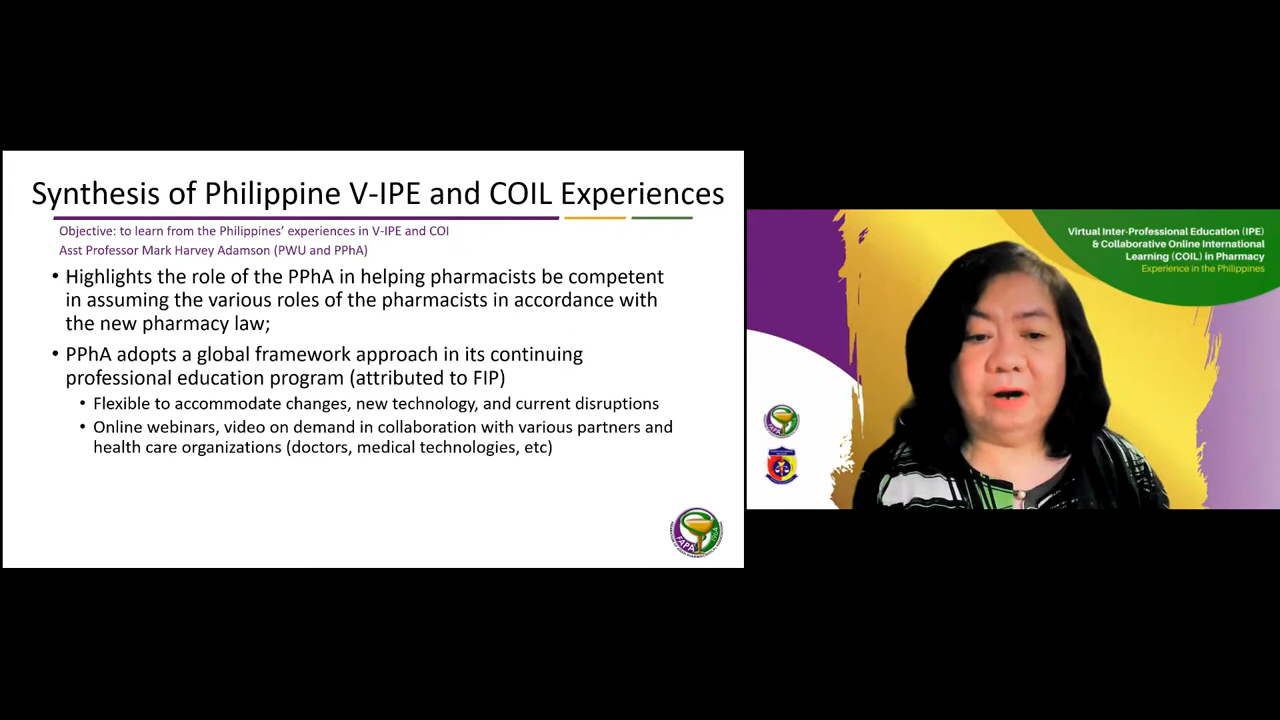 Synthesis of Philippine V-IPE and COIL Experiences
Objective: to learn from the Philippines' experiences in V-IPE and COI
Asst Professor Mark Harvey Adamson (PWU and PPhA)
• Highlights the role of the PPhA in helping pharmacists be competent
in assuming the various roles of the pharmacists in accordance with
the new pharmacy law;
• PPhA adopts a global framework approach in its continuing
professional education program (attributed to FIP)
• Flexible to accommodate changes, new technology, and current disruptions
• Online webinars, video on demand in collaboration with various partners and
health care organizations (doctors, medical technologies, etc)
FAPA
Virtual Inter-Professional Education (IPE)
& Collaborative Online International
Learning (COIL) in Pharmacy
Experience in the Philippines